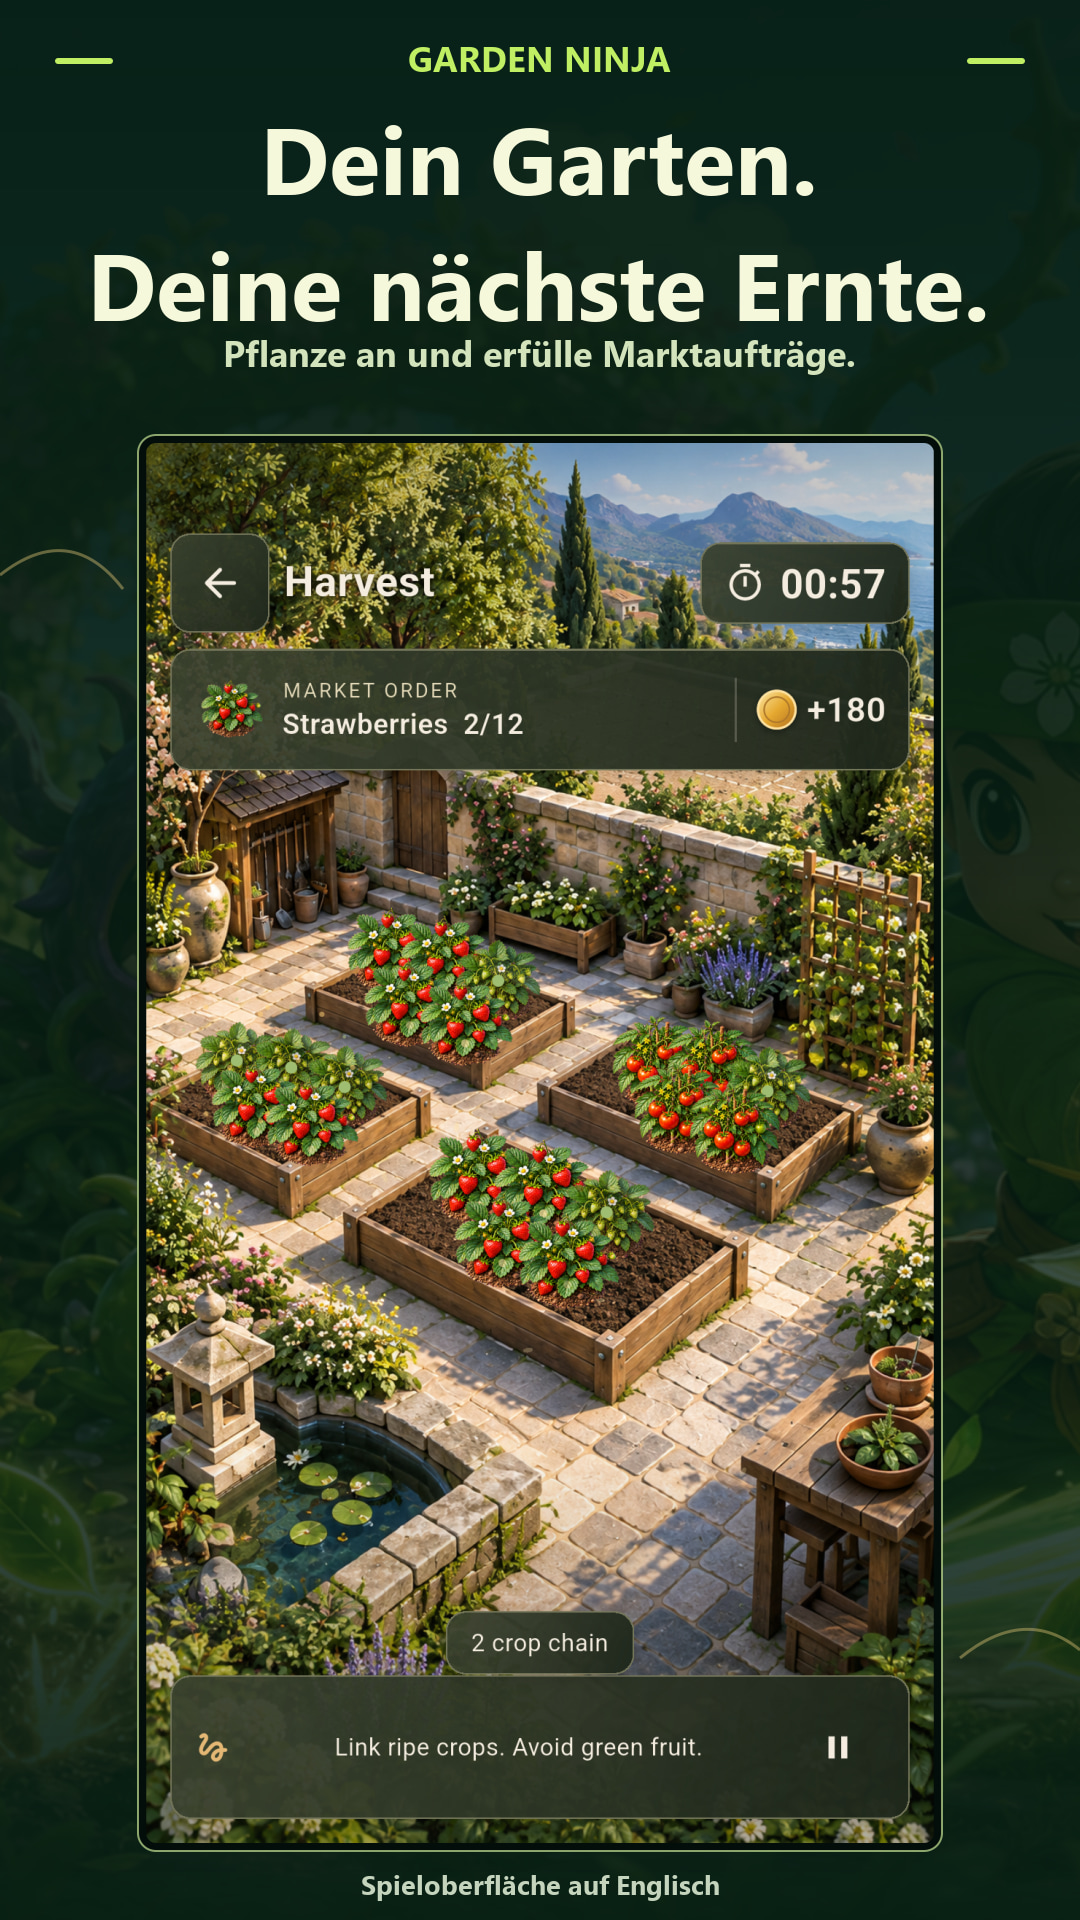 GARDEN NINJA
Dein Garten.
Deine nächste Ernte.
Pflanze an und erfülle Marktaufträge.
Harvest
00:57
MARKET ORDER
Strawberries 2/12
+180
2 crop chain
Link ripe crops. Avoid green fruit.
Spieloberfläche auf Englisch